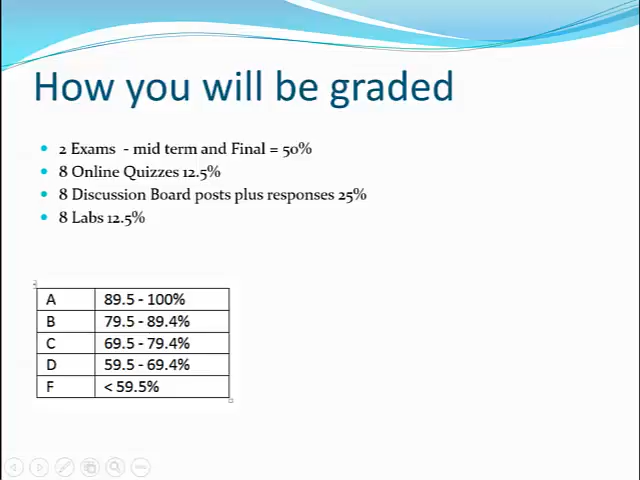 How you will be graded
2 Exams - mid term and Final = 50%
8 Online Quizzes 12.5%
8 Discussion Board posts plus responses 25%
8 Labs 12.5%
A 89.5 - 100%
B 79.5 - 89.4%
C 69.5 - 79.4%
D 59.5 - 69.4%
F < 59.5%